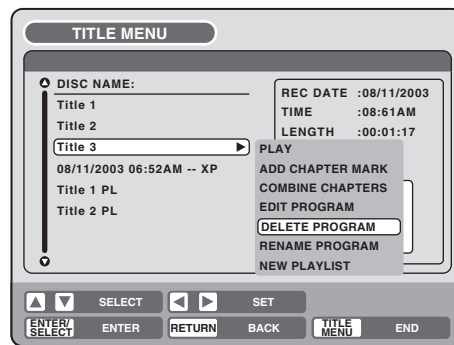 TITLE MENU
DISC NAME:
Title 1
Title 2
Title 3
08/11/2003 06:52AM -- XP
Title 1 PL
Title 2 PL
REC DATE :08/11/2003
TIME :08:61AM
LENGTH :00:01:17
PLAY
ADD CHAPTER MARK
COMBINE CHAPTERS
EDIT PROGRAM
DELETE PROGRAM
RENAME PROGRAM
NEW PLAYLIST
SELECT SET
ENTER/SELECT ENTER RETURN BACK TITLE MENU END